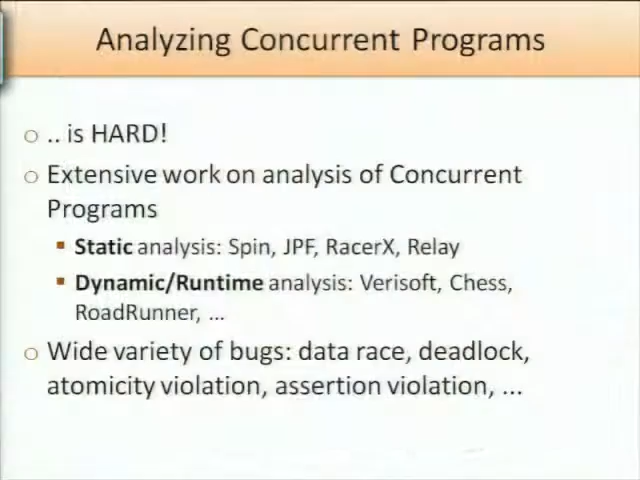 Analyzing Concurrent Programs
.. is HARD!
Extensive work on analysis of Concurrent
Programs
Static analysis: Spin, JPF, RacerX, Relay
Dynamic/Runtime analysis: Verisoft, Chess,
RoadRunner, ...
Wide variety of bugs: data race, deadlock,
atomicity violation, assertion violation, ...